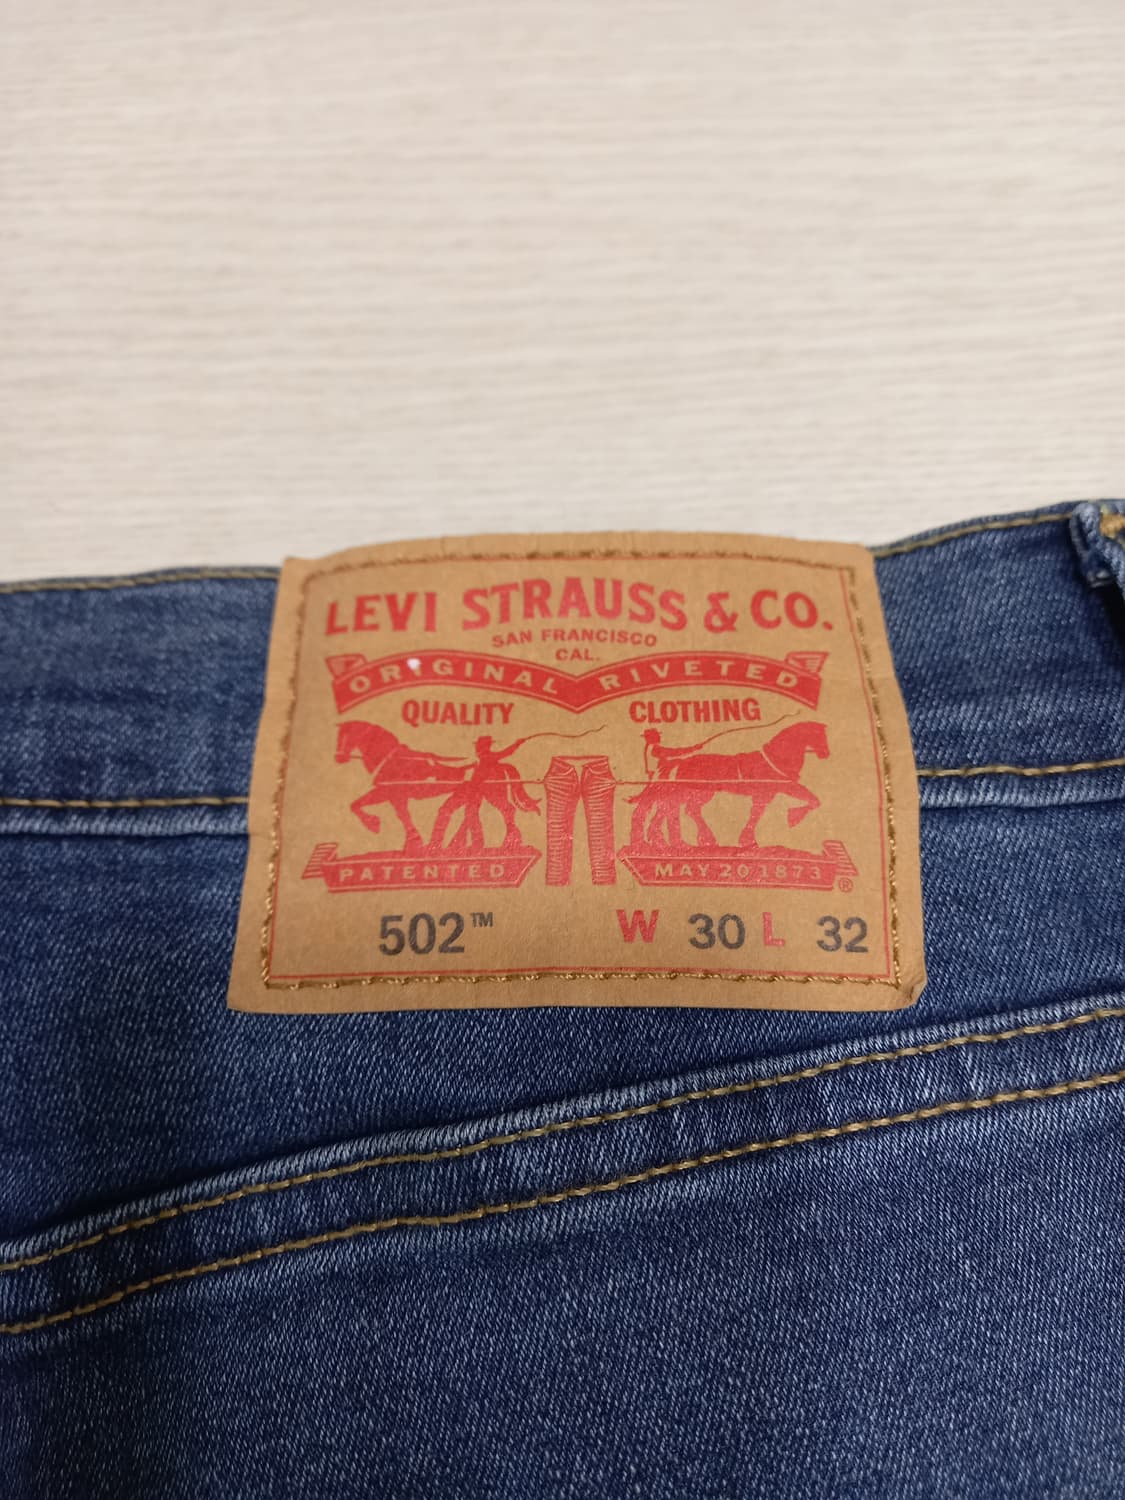 LEVI STRAUSS & CO.
SAN FRANCISCO
CAL.
ORIGINAL RIVETED
QUALITY CLOTHING
PATENTED MAY 20 1873 ®
502™ W 30 L 32